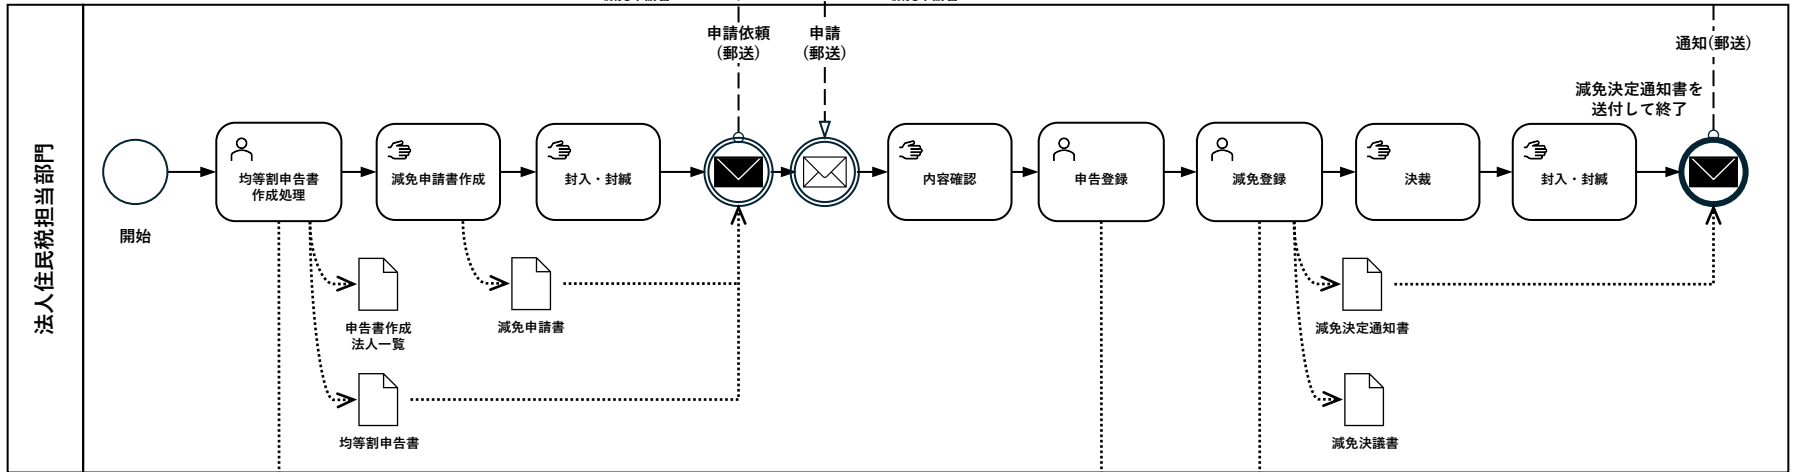 申請依頼
(郵送)
申請
(郵送)
通知(郵送)
減免決定通知書を
送付して終了
法人住民税担当部門
開始
均等割申告書
作成処理
減免申請書作成
封入・封緘
内容確認
申告登録
減免登録
決裁
封入・封緘
申告書作成
法人一覧
減免申請書
減免決定通知書
均等割申告書
減免決議書